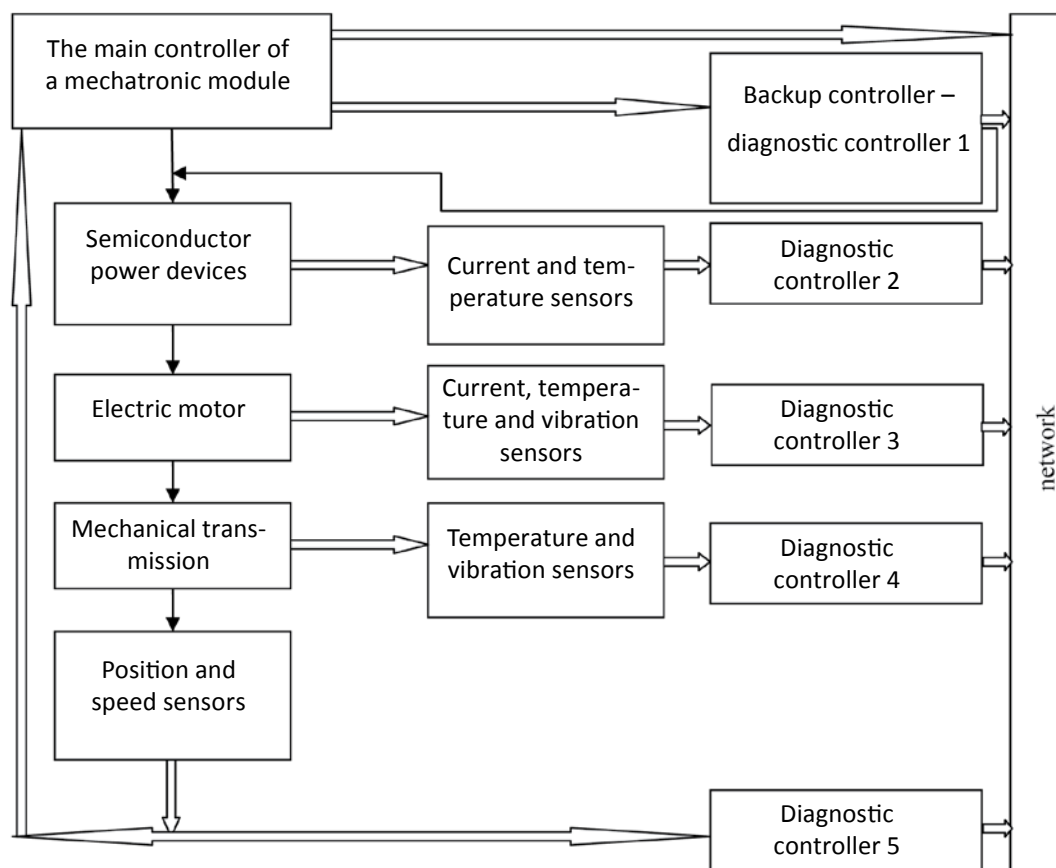 The main controller of
a mechatronic module
Backup controller –
diagnostic controller 1
Semiconductor
power devices
Current and tem-
perature sensors
Diagnostic
controller 2
Electric motor
Current, tempera-
ture and vibration
sensors
Diagnostic
controller 3
Mechanical trans-
mission
Temperature and
vibration sensors
Diagnostic
controller 4
Position and
speed sensors
Diagnostic
controller 5
network